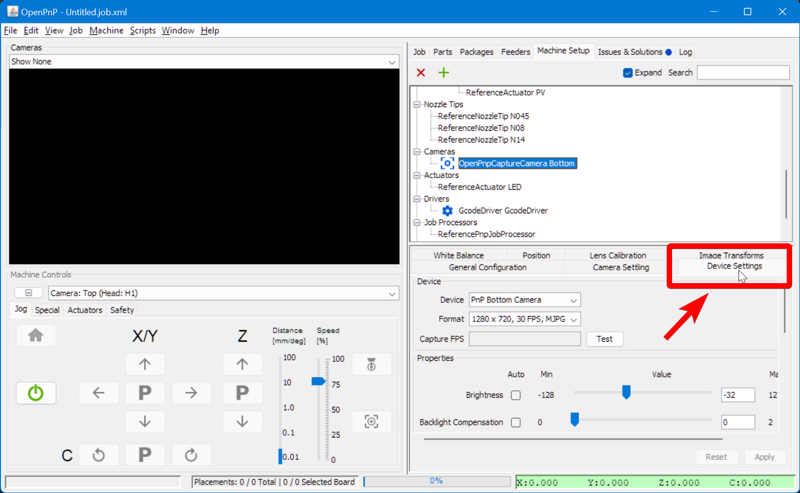 OpenPnP - Untitled.job.xml
File Edit View Job Machine Scripts Window Help
Cameras
Show None
Machine Controls
Camera: Top (Head: H1)
Jog Special Actuators Safety
X/Y Z
Distance [mm/deg]
Speed [%]
100
10
1.0
0.1
0.01
100
75
50
25
0
P P
C P
Job Parts Packages Feeders Machine Setup Issues & Solutions Log
Expand Search
ReferenceActuator PV
Nozzle Tips
ReferenceNozzleTip N045
ReferenceNozzleTip N08
ReferenceNozzleTip N14
Cameras
OpenPnpCaptureCamera Bottom
Actuators
ReferenceActuator LED
Drivers
GcodeDriver GcodeDriver
Job Processors
ReferencePnpJobProcessor
White Balance Position Lens Calibration Image Transforms
General Configuration Camera Settling Device Settings
Device
Device PnP Bottom Camera
Format 1280 x 720, 30 FPS, MJPG
Capture FPS Test
Properties
Auto Min Value Ma
Brightness -128 -32 12
Backlight Compensation 0 0 2
Reset Apply
Placements: 0 / 0 Total | 0 / 0 Selected Board 0% X:0.000 Y:0.000 Z:0.000 C:0.000